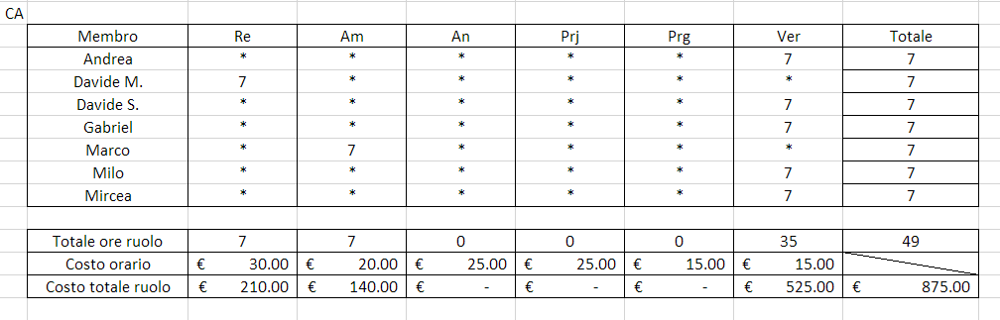 CA
Membro Re Am An Prj Prg Ver Totale
Andrea * * * * * 7 7
Davide M. 7 * * * * * 7
Davide S. * * * * * 7 7
Gabriel * * * * * 7 7
Marco * 7 * * * * 7
Milo * * * * * 7 7
Mircea * * * * * 7 7
Totale ore ruolo 7 7 0 0 0 35 49
Costo orario € 30.00 € 20.00 € 25.00 € 25.00 € 15.00 € 15.00
Costo totale ruolo € 210.00 € 140.00 € - € - € - € 525.00 € 875.00